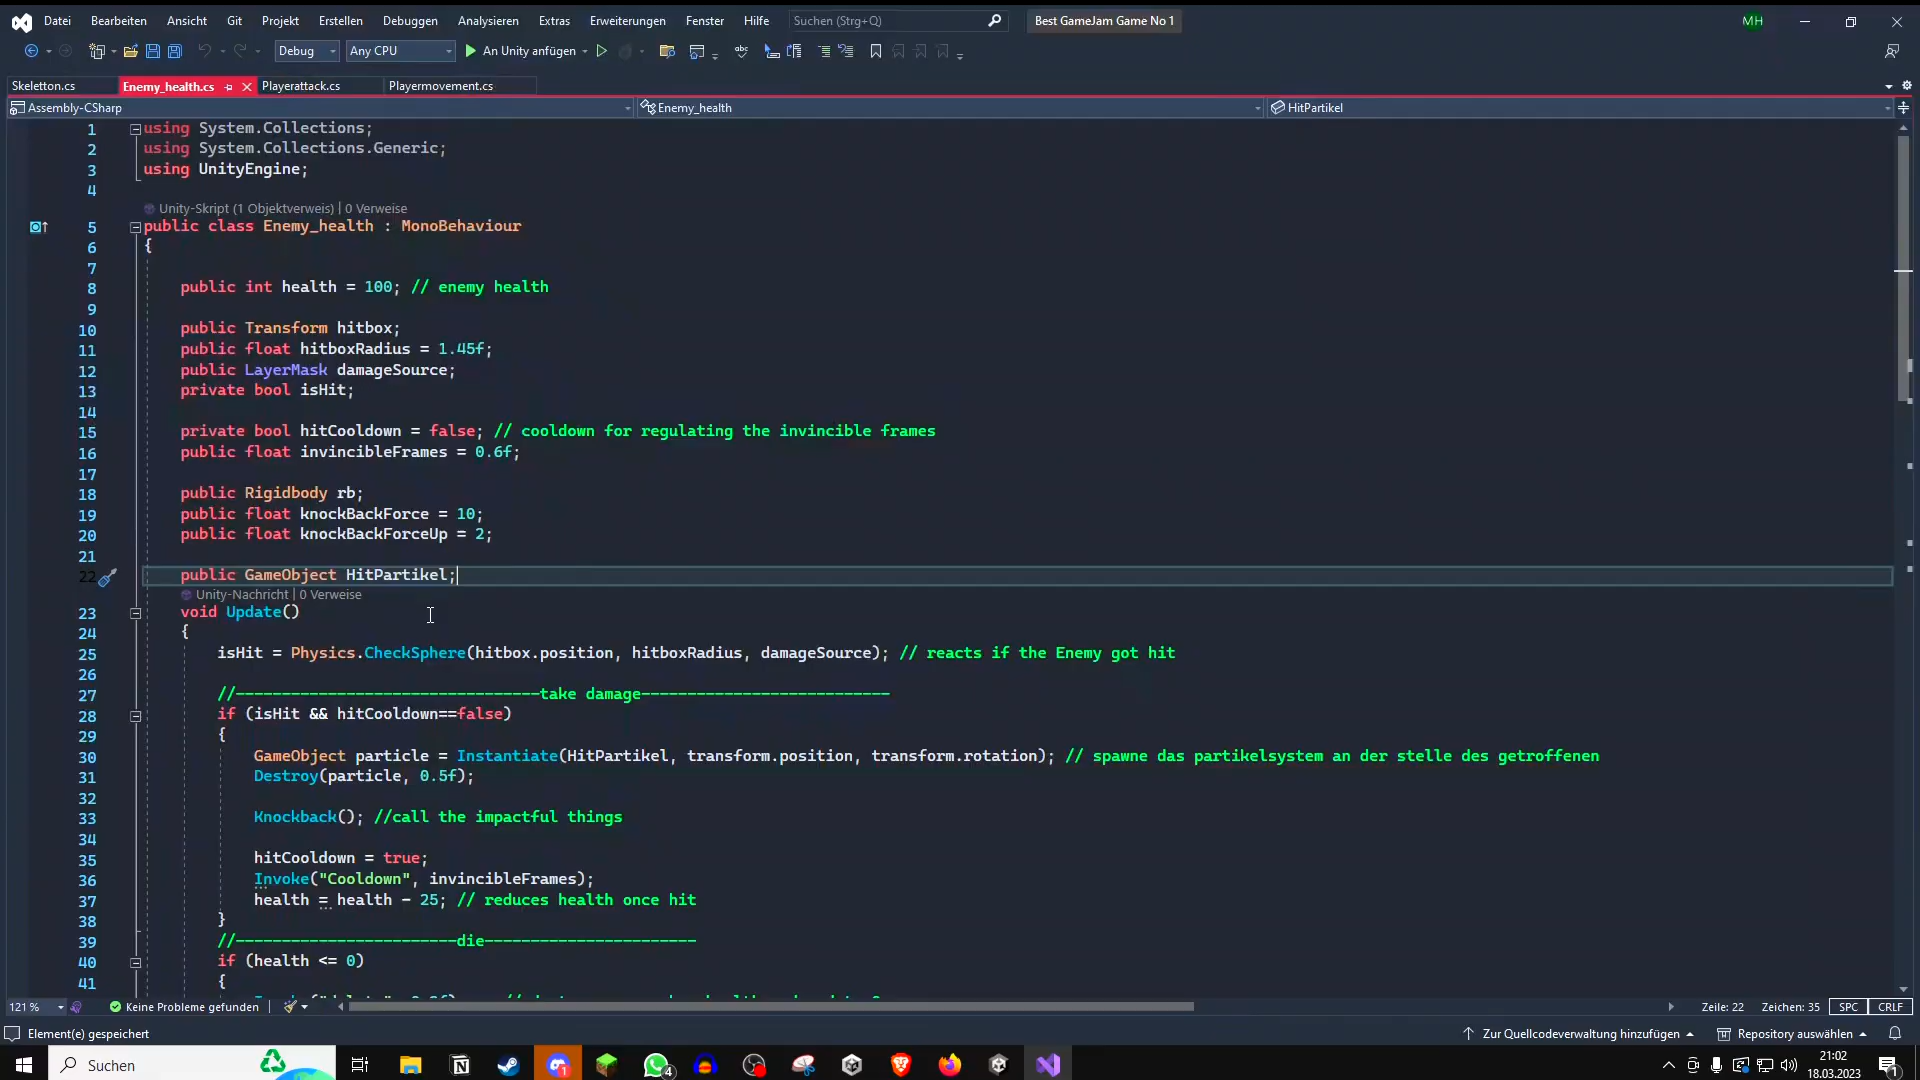 Datei Bearbeiten Ansicht Git Projekt Erstellen Debuggen Analysieren Extras Erweiterungen Fenster Hilfe Suchen (Strg+Q) Best GameJam Game No 1 MH
Debug Any CPU An Unity anfügen
Skeletton.cs Enemy_health.cs Playerattack.cs Playermovement.cs
Assembly-CSharp Enemy_health HitPartikel
1 using System.Collections;
2 using System.Collections.Generic;
3 using UnityEngine;
4
Unity-Skript (1 Objektverweis) | 0 Verweise
5 public class Enemy_health : MonoBehaviour
6 {
7
8 public int health = 100; // enemy health
9
10 public Transform hitbox;
11 public float hitboxRadius = 1.45f;
12 public LayerMask damageSource;
13 private bool isHit;
14
15 private bool hitCooldown = false; // cooldown for regulating the invincible frames
16 public float invincibleFrames = 0.6f;
17
18 public Rigidbody rb;
19 public float knockBackForce = 10;
20 public float knockBackForceUp = 2;
21
22 public GameObject HitPartikel;
Unity-Nachricht | 0 Verweise
23 void Update()
24 {
25 isHit = Physics.CheckSphere(hitbox.position, hitboxRadius, damageSource); // reacts if the Enemy got hit
26
27 //---------------------------------take damage---------------------------
28 if (isHit && hitCooldown==false)
29 {
30 GameObject particle = Instantiate(HitPartikel, transform.position, transform.rotation); // spawne das partikelsystem an der stelle des getroffenen
31 Destroy(particle, 0.5f);
32
33 Knockback(); //call the impactful things
34
35 hitCooldown = true;
36 Invoke("Cooldown", invincibleFrames);
37 health = health - 25; // reduces health once hit
38 }
39 //------------------------die-----------------------
40 if (health <= 0)
41 {
121 % Keine Probleme gefunden Zeile: 22 Zeichen: 35 SPC CRLF
Element(e) gespeichert Zur Quellcodeverwaltung hinzufügen Repository auswählen
Suchen 4 1 21:02
18.03.2023 1